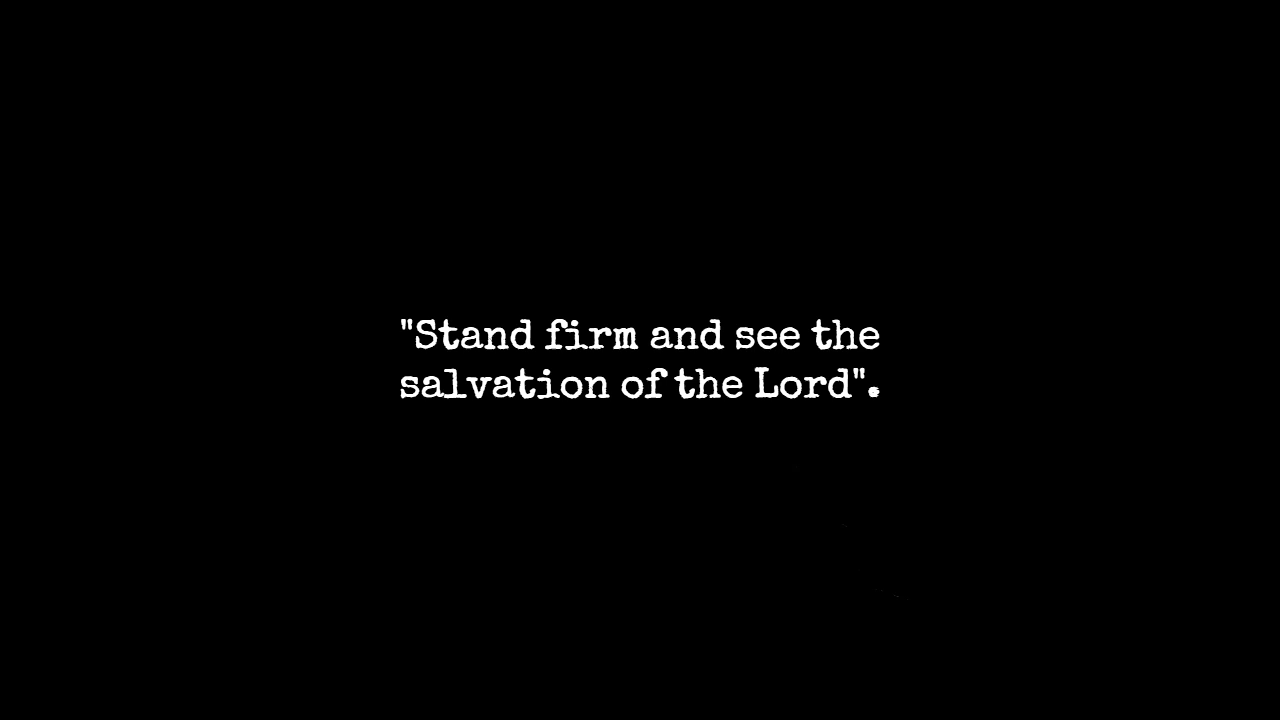 "Stand firm and see the
salvation of the Lord".